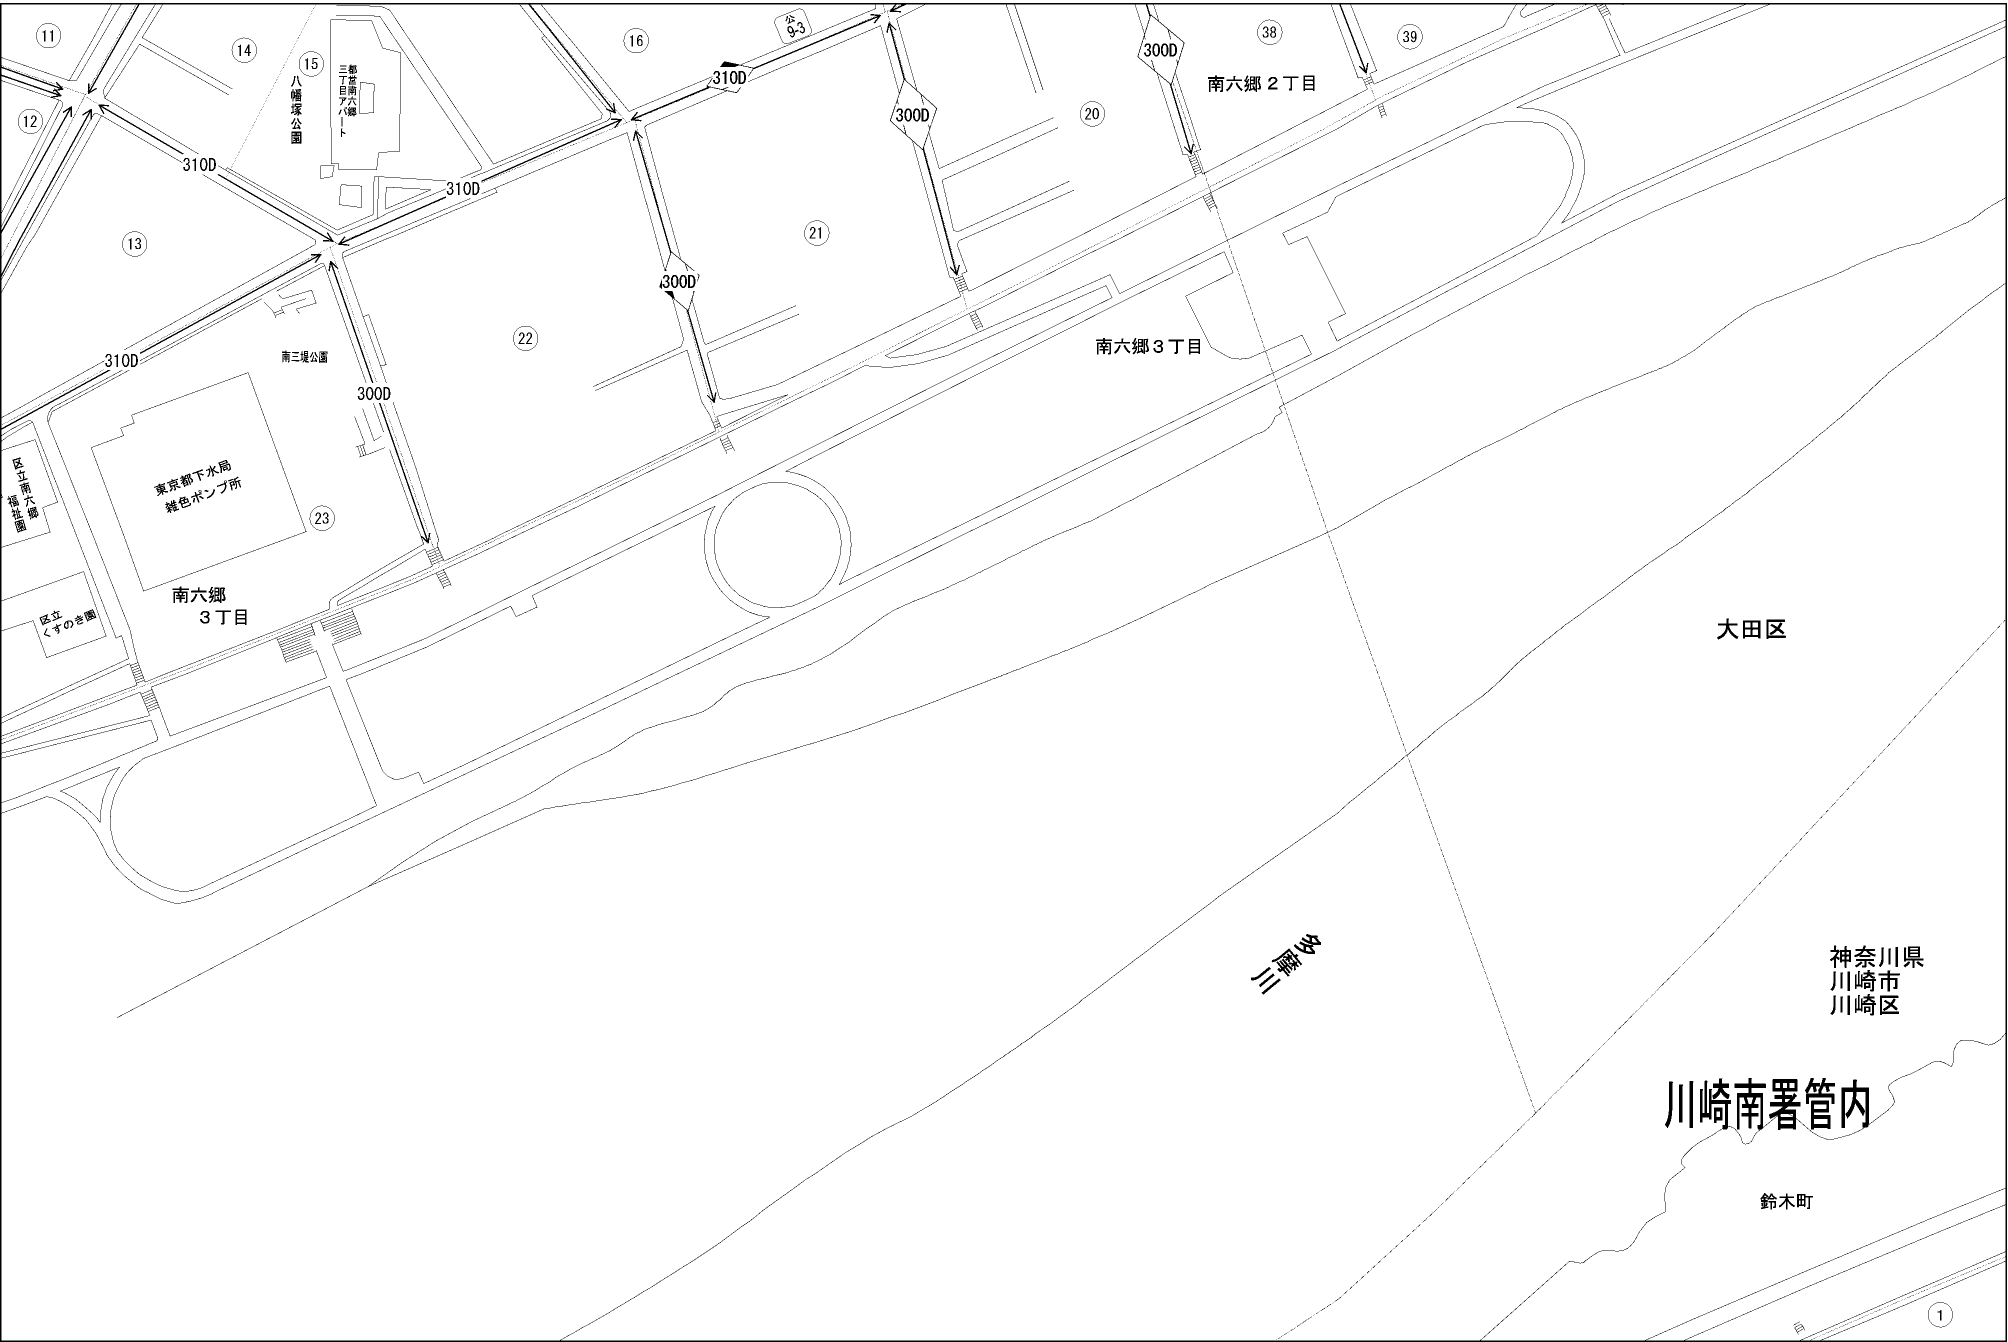 11
14
15
八幡塚公園
都営南六郷
三丁目アパート
16
公
9-3
310D
300D
300D
38
39
南六郷2丁目
12
20
310D
310D
13
21
300D
22
310D
南三堤公園
300D
南六郷3丁目
区立南六郷
福祉園
東京都下水局
雑色ポンプ所
23
南六郷
3丁目
区立
くすのき園
大田区
多摩川
神奈川県
川崎市
川崎区
川崎南署管内
鈴木町
1